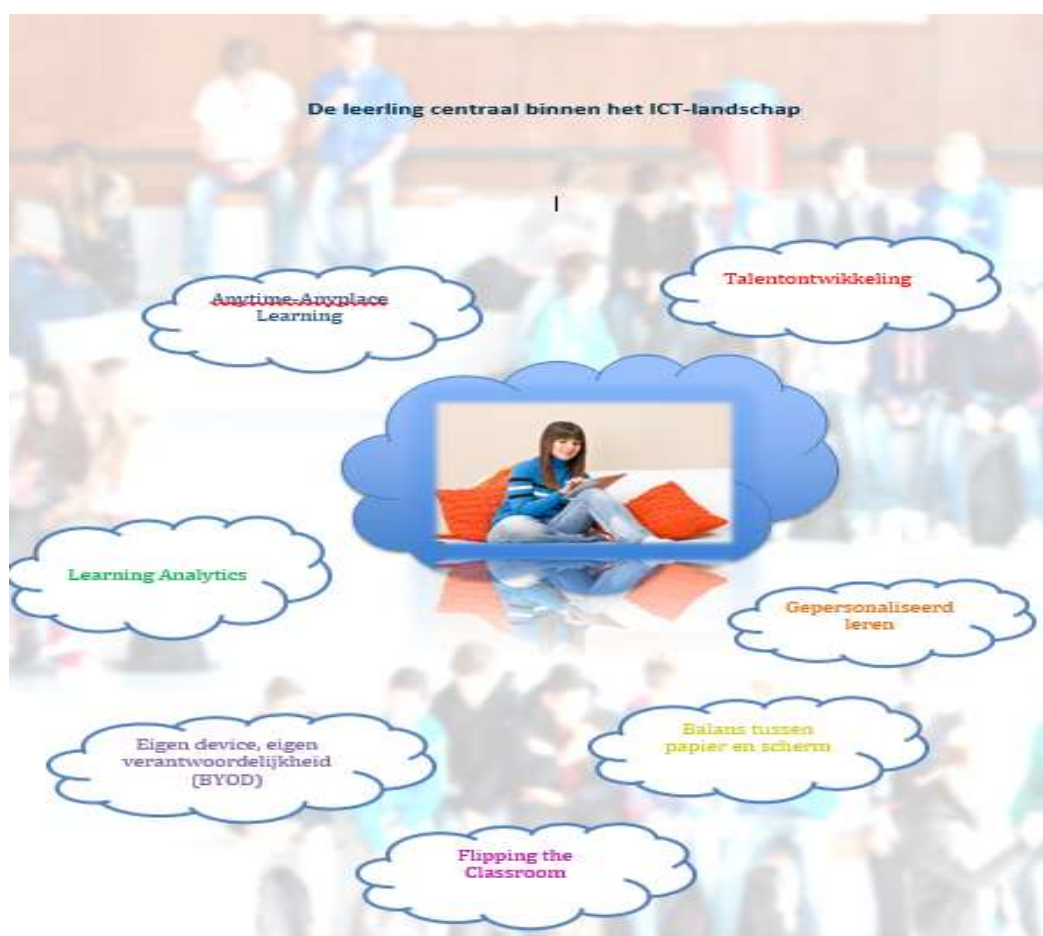 De leerling centraal binnen het ICT-landschap
Anytime-Anyplace
Learning
Talentontwikkeling
Learning Analytics
Gepersonaliseerd
leren
Eigen device, eigen
verantwoordelijkheid
(BYOD)
Balans tussen
papier en scherm
Flipping the
Classroom